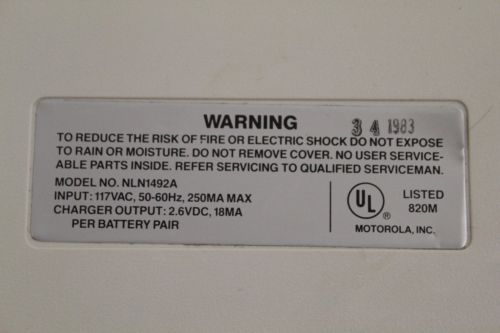 WARNING
3 4 1983
TO REDUCE THE RISK OF FIRE OR ELECTRIC SHOCK DO NOT EXPOSE
TO RAIN OR MOISTURE. DO NOT REMOVE COVER. NO USER SERVICE-
ABLE PARTS INSIDE. REFER SERVICING TO QUALIFIED SERVICEMAN.
MODEL NO. NLN1492A
INPUT: 117VAC, 50-60Hz, 250MA MAX
CHARGER OUTPUT: 2.6VDC, 18MA
PER BATTERY PAIR
UL ®
LISTED
820M
MOTOROLA, INC.